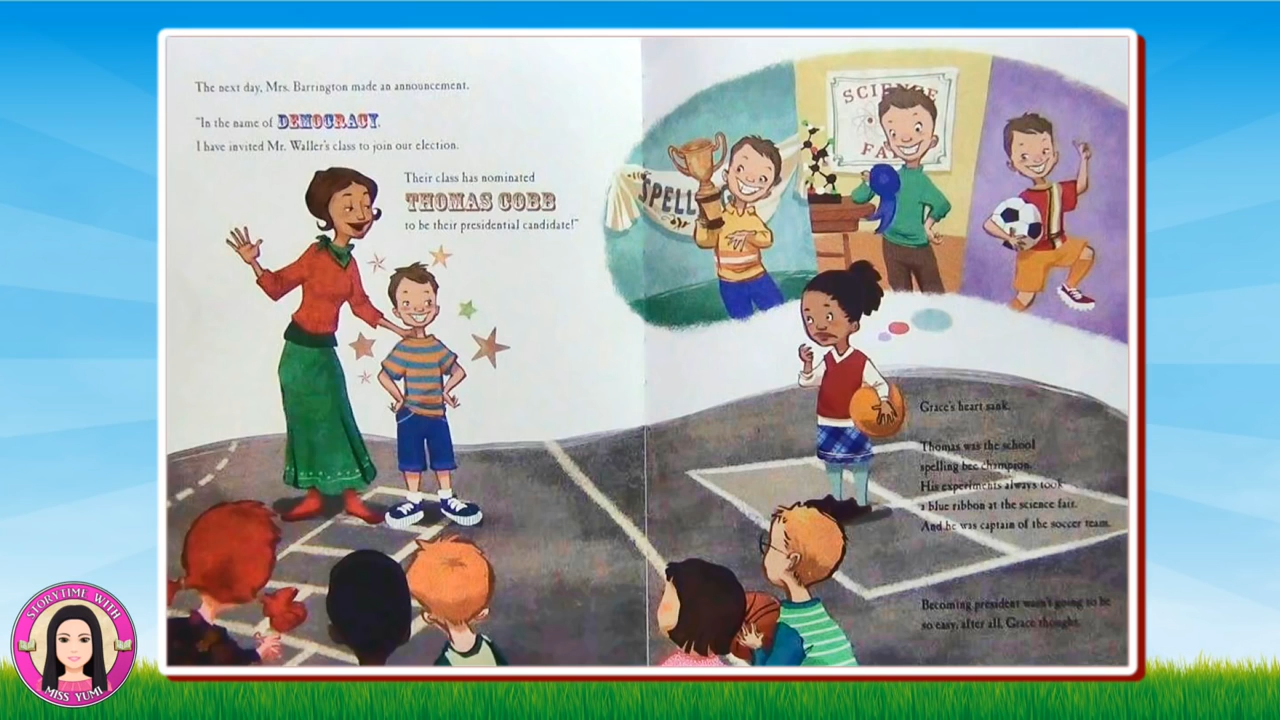 The next day, Mrs. Barrington made an announcement.
"In the name of DEMOCRACY,
I have invited Mr. Waller's class to join our election.
Their class has nominated
THOMAS COBB
to be their presidential candidate!"
SPELL
SCIENCE
FA
Grace's heart sank.
Thomas was the school
spelling bee champion.
His experiments always took
a blue ribbon at the science fair.
And he was captain of the soccer team.
Becoming president wasn't going to be
so easy, after all, Grace thought.
STORYTIME WITH
MISS YUMI